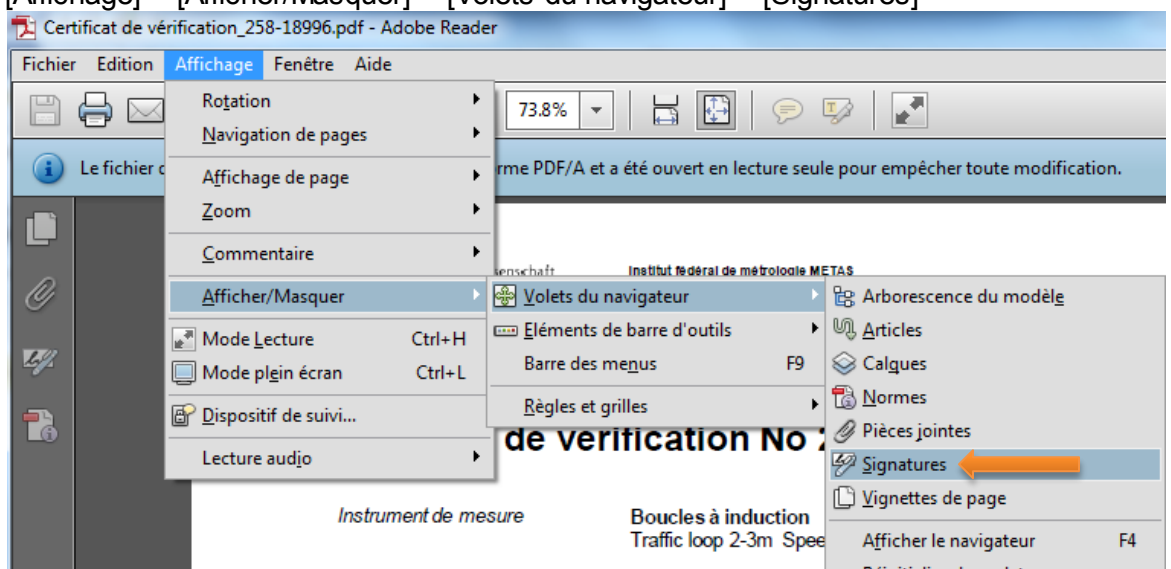 [Affichage] – [Afficher/Masquer] – [Volets du navigateur] – [Signatures]
Certificat de vérification_258-18996.pdf - Adobe Reader
Fichier Edition Affichage Fenêtre Aide
73.8%
Le fichier
rme PDF/A et a été ouvert en lecture seule pour empêcher toute modification.
Rotation
Navigation de pages
Affichage de page
Zoom
Commentaire
Afficher/Masquer
Mode Lecture Ctrl+H
Mode plein écran Ctrl+L
Dispositif de suivi...
Lecture audio
Institut fédéral de métrologie METAS
Volets du navigateur
Eléments de barre d'outils
Barre des menus F9
Règles et grilles
Arborescence du modèle
Articles
Calques
Normes
Pièces jointes
Signatures
Vignettes de page
Afficher le navigateur F4
de vérification No
Instrument de mesure
Boucles à induction
Traffic loop 2-3m Spee